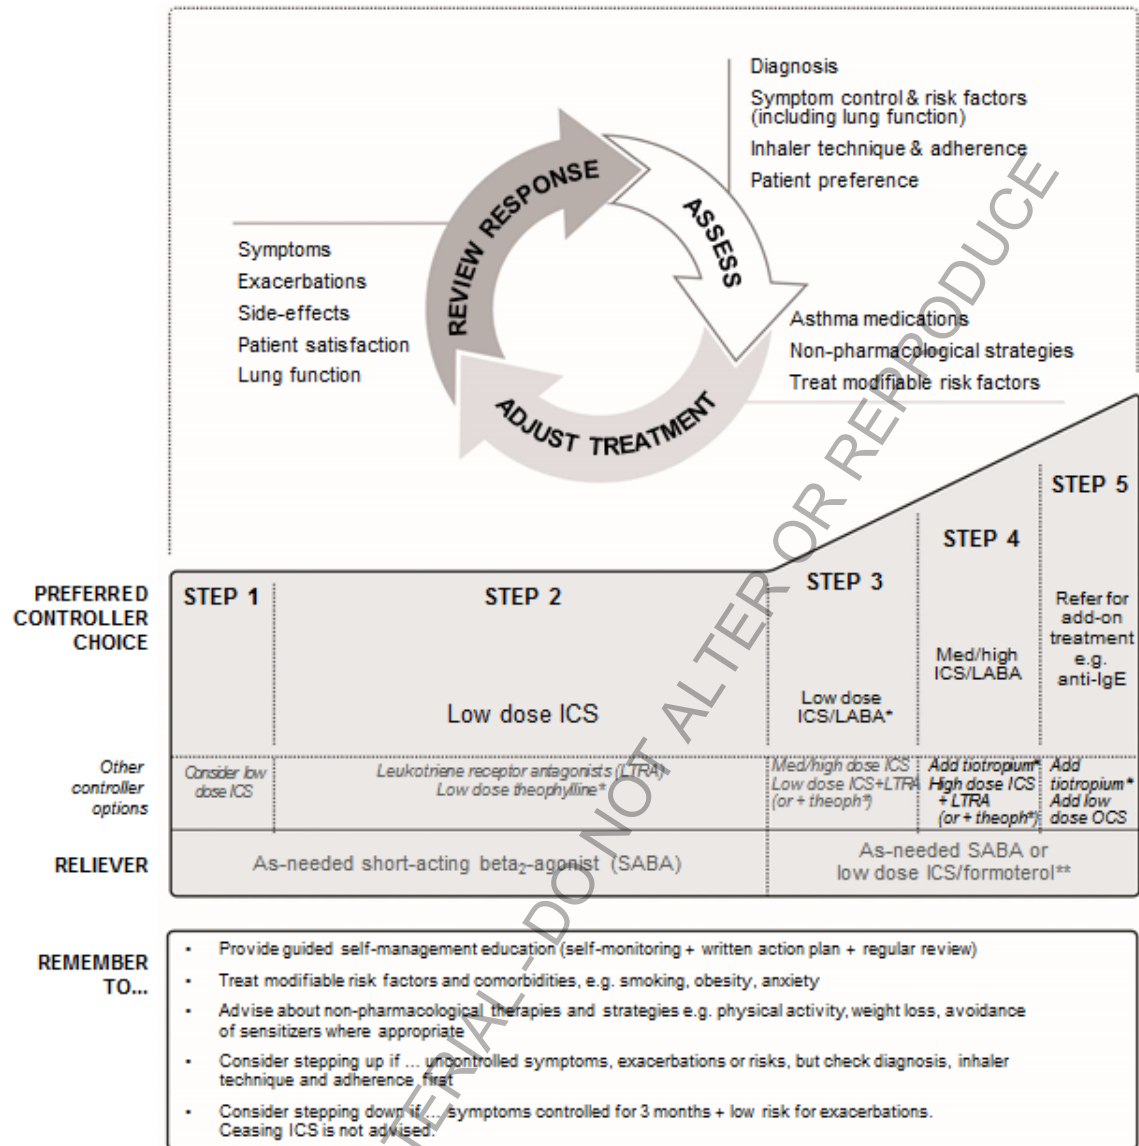 Diagnosis
Symptom control & risk factors
(including lung function)
Inhaler technique & adherence
Patient preference
REVIEW RESPONSE
ASSESS
Symptoms
Exacerbations
Side-effects
Patient satisfaction
Lung function
Asthma medications
Non-pharmacological strategies
Treat modifiable risk factors
ADJUST TREATMENT
STEP 5
STEP 4
STEP 3
PREFERRED
CONTROLLER
CHOICE
STEP 1
STEP 2
Refer for
add-on
treatment
e.g.
anti-IgE
Med/high
ICS/LABA
Low dose
ICS/LABA*
Low dose ICS
Other
controller
options
Consider low
dose ICS
Leukotriene receptor antagonists (LTRA)
Low dose theophylline*
Med/high dose ICS
Low dose ICS+LTRA
(or + theoph*)
Add tiotropium*
High dose ICS
+ LTRA
(or + theoph*)
Add
tiotropium*
Add low
dose OCS
RELIEVER
As-needed short-acting beta2-agonist (SABA)
As-needed SABA or
low dose ICS/formoterol**
REMEMBER
TO...
• Provide guided self-management education (self-monitoring + written action plan + regular review)
• Treat modifiable risk factors and comorbidities, e.g. smoking, obesity, anxiety
• Advise about non-pharmacological therapies and strategies e.g. physical activity, weight loss, avoidance
of sensitizers where appropriate
• Consider stepping up if ... uncontrolled symptoms, exacerbations or risks, but check diagnosis, inhaler
technique and adherence first
• Consider stepping down if ... symptoms controlled for 3 months + low risk for exacerbations.
Ceasing ICS is not advised.
TERIAL - DO NOT ALTER OR REPRODUCE